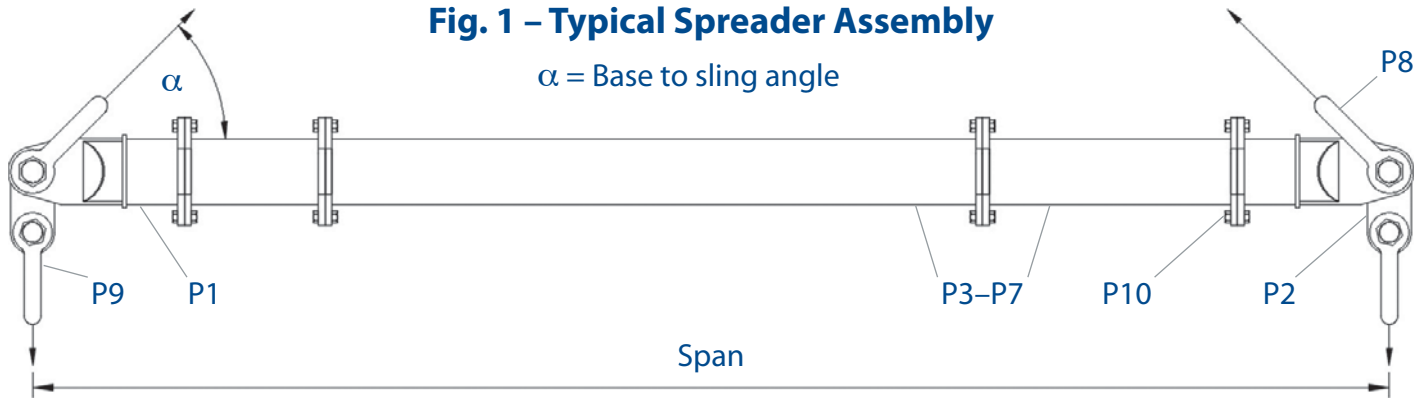 Fig. 1 – Typical Spreader Assembly
α = Base to sling angle
α
P8
P9
P1
P3–P7
P10
P2
Span